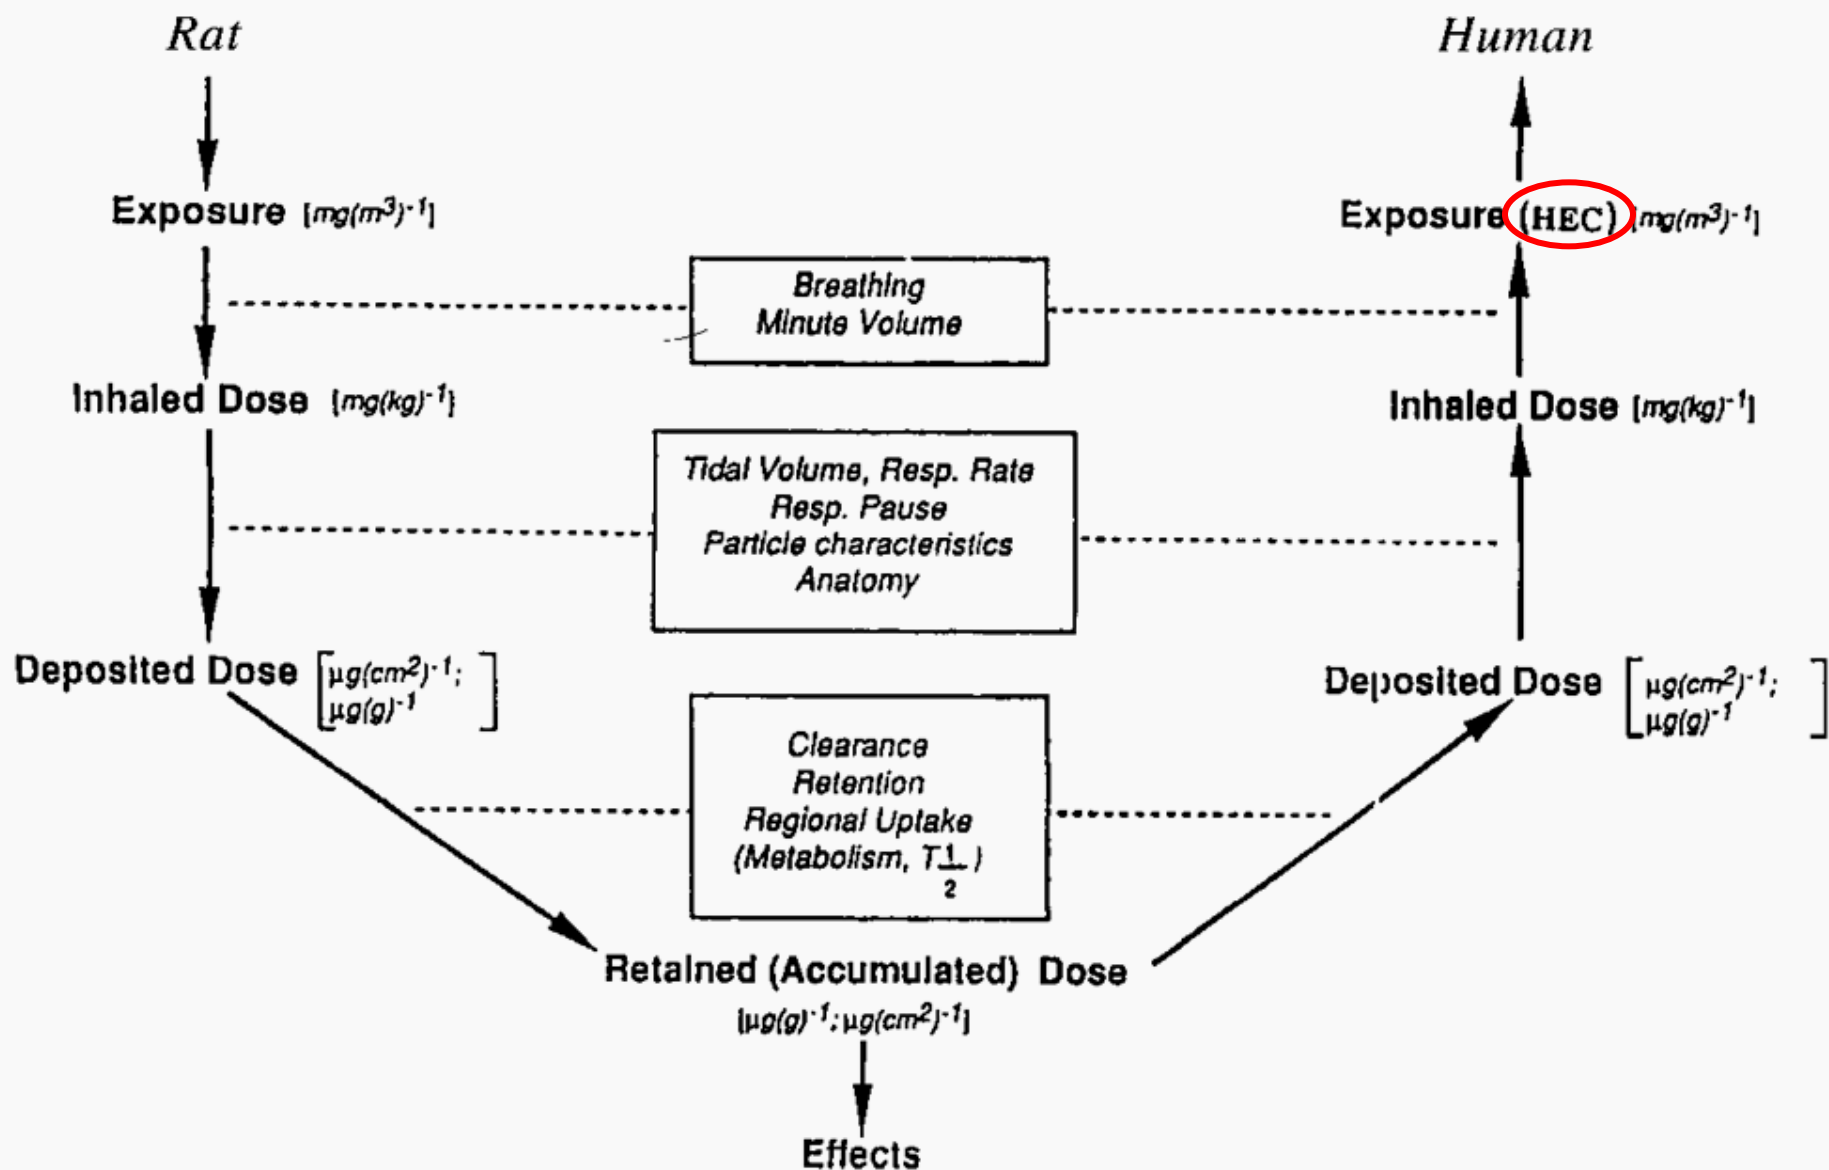 Rat
Human
Exposure [mg(m³)⁻¹]
Exposure (HEC) [mg(m³)⁻¹]
Breathing
Minute Volume
Inhaled Dose [mg(kg)⁻¹]
Inhaled Dose [mg(kg)⁻¹]
Tidal Volume, Resp. Rate
Resp. Pause
Particle characteristics
Anatomy
Deposited Dose [µg(cm²)⁻¹;
µg(g)⁻¹]
Deposited Dose [µg(cm²)⁻¹;
µg(g)⁻¹]
Clearance
Retention
Regional Uptake
(Metabolism, T½)
Retained (Accumulated) Dose
[µg(g)⁻¹; µg(cm²)⁻¹]
Effects